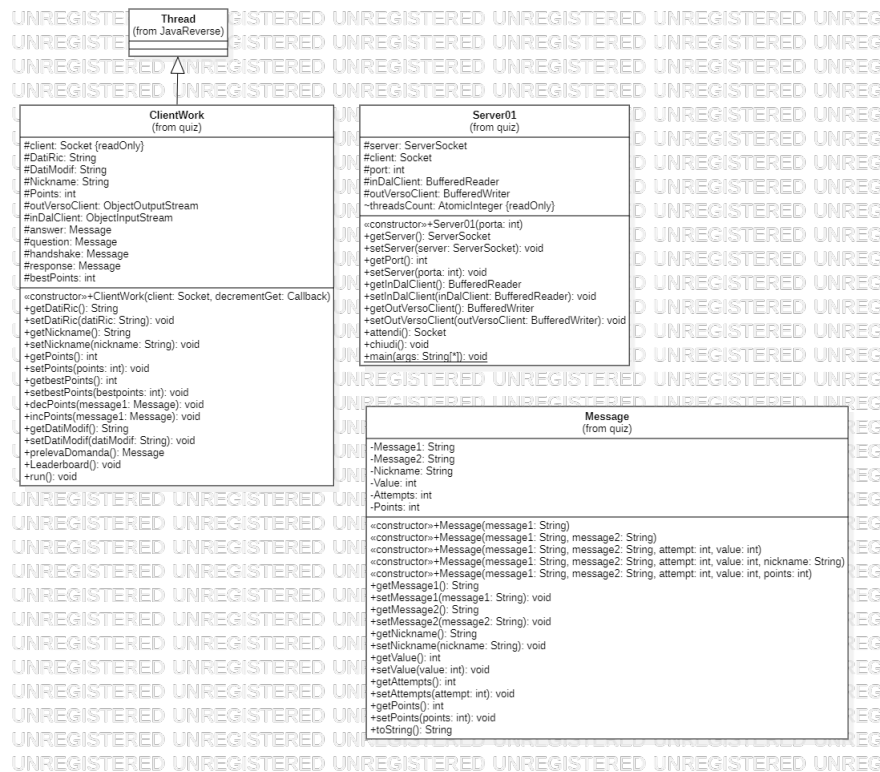 Thread
(from JavaReverse)
ClientWork
(from quiz)
#client: Socket {readOnly}
#DatiRic: String
#DatiModif: String
#Nickname: String
#Points: int
#outVersoClient: ObjectOutputStream
#inDalClient: ObjectInputStream
#answer: Message
#question: Message
#handshake: Message
#response: Message
#bestPoints: int
«constructor»+ClientWork(client: Socket, decrementGet: Callback)
+getDatiRic(): String
+setDatiRic(datiRic: String): void
+getNickname(): String
+setNickname(nickname: String): void
+getPoints(): int
+setPoints(points: int): void
+getbestPoints(): int
+setbestPoints(bestpoints: int): void
+decPoints(message1: Message): void
+incPoints(message1: Message): void
+getDatiModif(): String
+setDatiModif(datiModif: String): void
+prelevaDomanda(): Message
+Leaderboard(): void
+run(): void
Server01
(from quiz)
#server: ServerSocket
#client: Socket
#port: int
#inDalClient: BufferedReader
#outVersoClient: BufferedWriter
~threadsCount: AtomicInteger {readOnly}
«constructor»+Server01(porta: int)
+getServer(): ServerSocket
+setServer(server: ServerSocket): void
+getPort(): int
+setServer(porta: int): void
+getInDalClient(): BufferedReader
+setInDalClient(inDalClient: BufferedReader): void
+getOutVersoClient(): BufferedWriter
+setOutVersoClient(outVersoClient: BufferedWriter): void
+attendi(): Socket
+chiudi(): void
+main(args: String[*]): void
Message
(from quiz)
-Message1: String
-Message2: String
-Nickname: String
-Value: int
-Attempts: int
-Points: int
«constructor»+Message(message1: String)
«constructor»+Message(message1: String, message2: String)
«constructor»+Message(message1: String, message2: String, attempt: int, value: int)
«constructor»+Message(message1: String, message2: String, attempt: int, value: int, nickname: String)
«constructor»+Message(message1: String, message2: String, attempt: int, value: int, points: int)
+getMessage1(): String
+setMessage1(message1: String): void
+getMessage2(): String
+setMessage2(message2: String): void
+getNickname(): String
+setNickname(nickname: String): void
+getValue(): int
+setValue(value: int): void
+getAttempts(): int
+setAttempts(attempt: int): void
+getPoints(): int
+setPoints(points: int): void
+toString(): String
UNREGISTERED UNREGISTERED UNREGISTERED UNREGISTERED UNREGISTERED